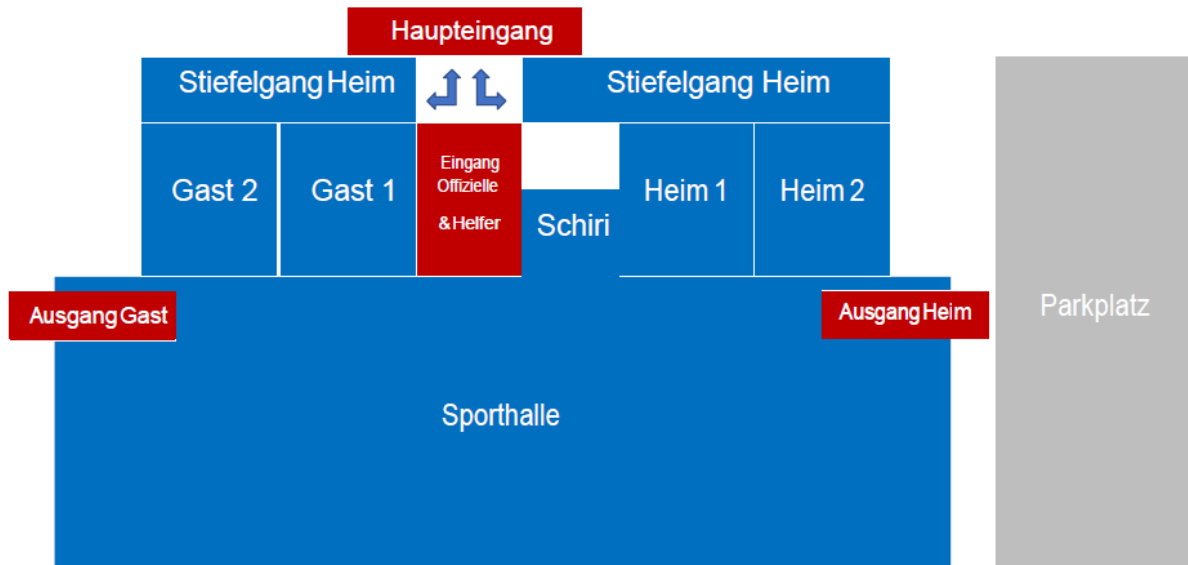 Haupteingang
Stiefelgang Heim
Stiefelgang Heim
Gast 2
Gast 1
Eingang
Offizielle
& Helfer
Schiri
Heim 1
Heim 2
Ausgang Gast
Ausgang Heim
Parkplatz
Sporthalle